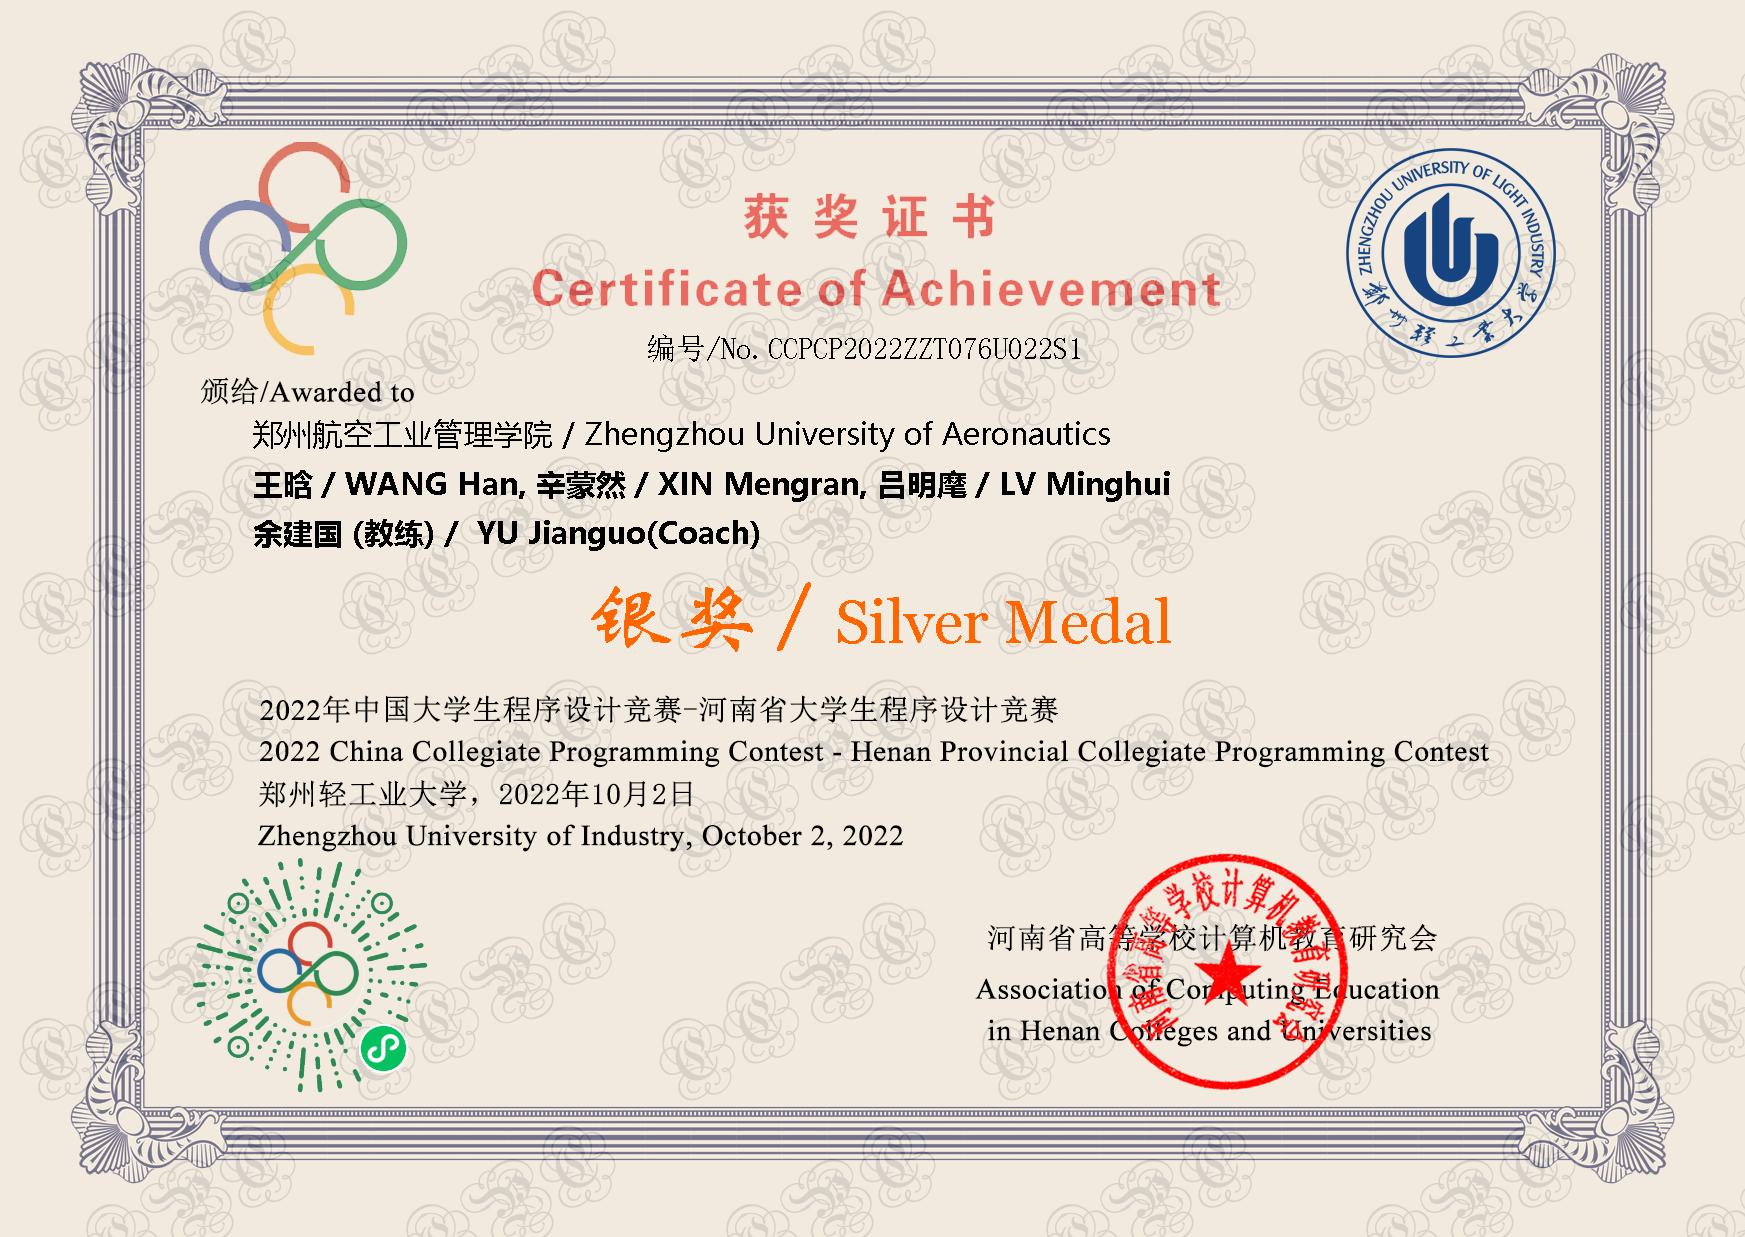 获奖证书
Certificate of Achievement
编号/No. CCPCP2022ZZT076U022S1
ZHENGZHOU UNIVERSITY OF LIGHT INDUSTRY
郑州轻工业大学
颁给/Awarded to
郑州航空工业管理学院 / Zhengzhou University of Aeronautics
王晗 / WANG Han, 辛蒙然 / XIN Mengran, 吕明麾 / LV Minghui
余建国 (教练) / YU Jianguo(Coach)
银奖 / Silver Medal
2022年中国大学生程序设计竞赛-河南省大学生程序设计竞赛
2022 China Collegiate Programming Contest - Henan Provincial Collegiate Programming Contest
郑州轻工业大学，2022年10月2日
Zhengzhou University of Industry, October 2, 2022
河南省高等学校计算机教育研究会
Association of Computing Education
in Henan Colleges and Universities
河南省高等学校计算机教育研究会